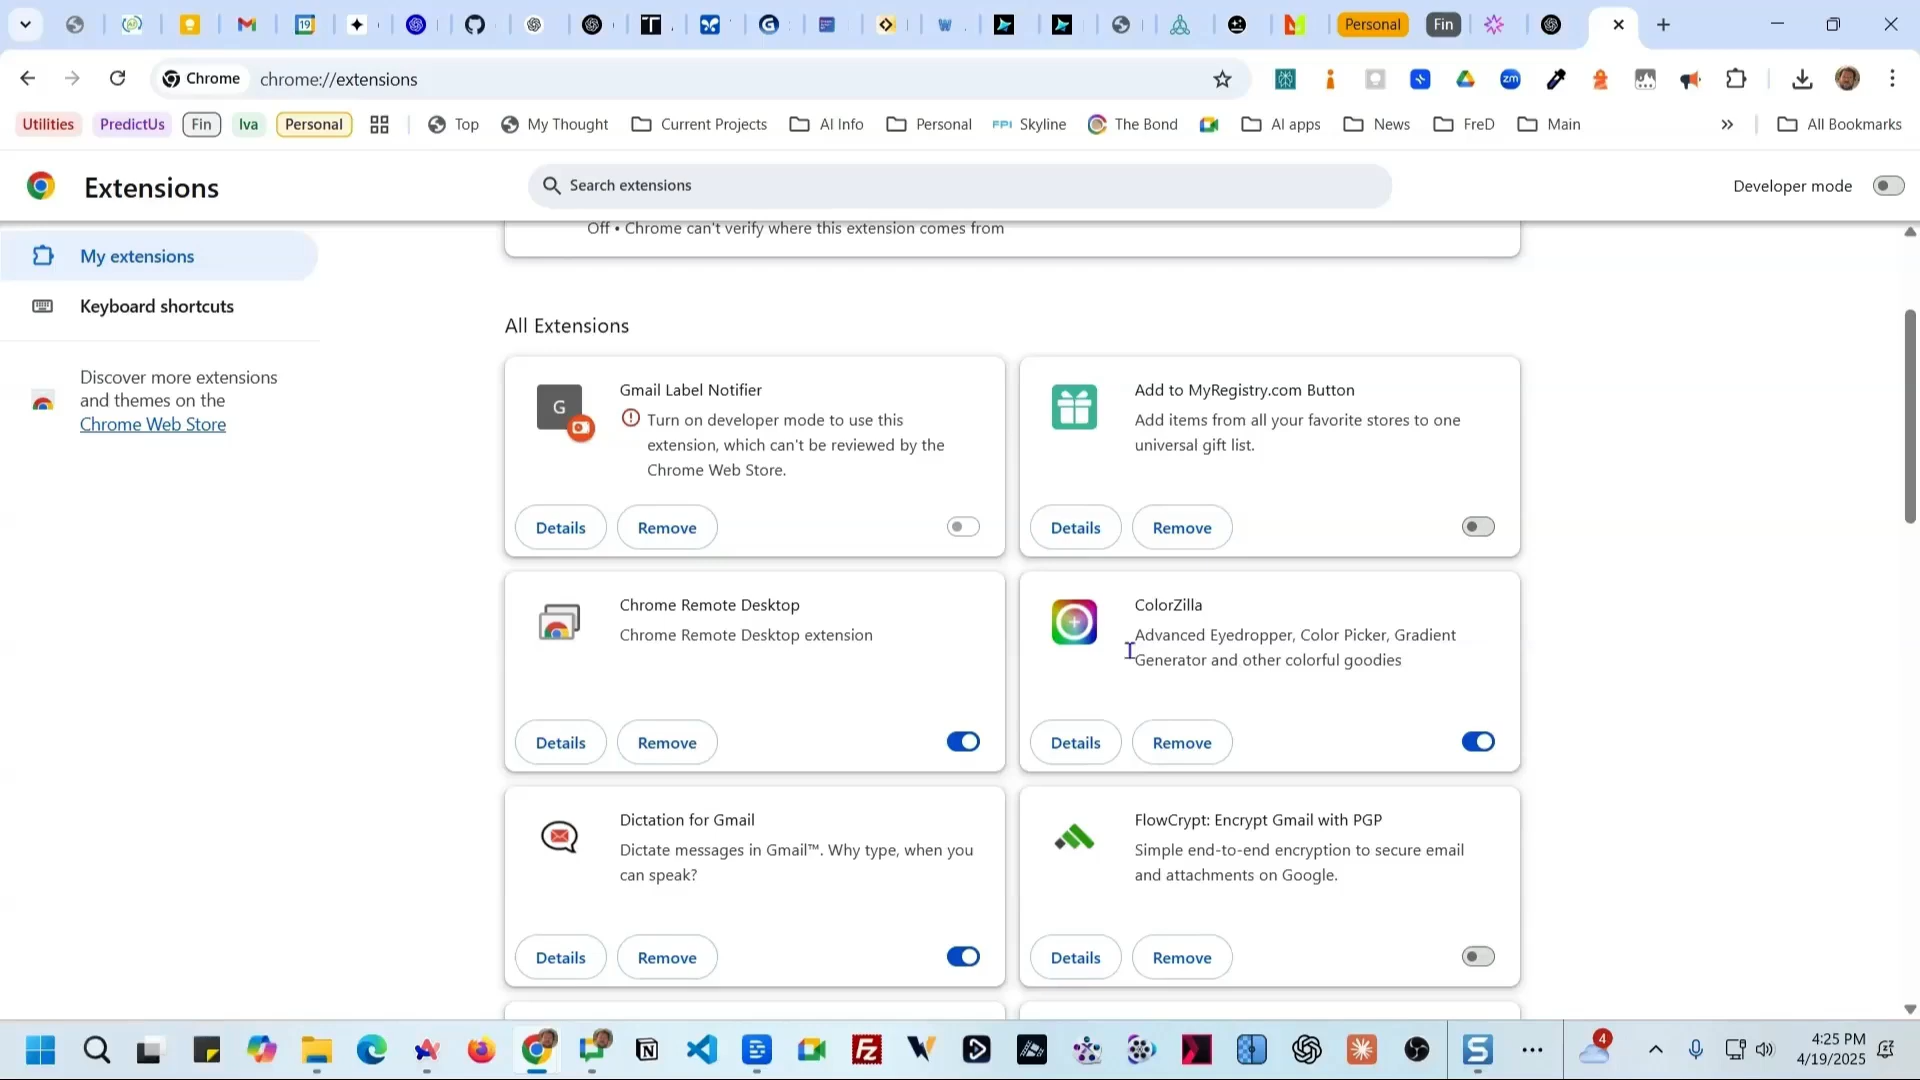 19
Personal
Fin
Chrome
chrome://extensions
zm
Utilities
PredictUs
Fin
Iva
Personal
Top
My Thought
Current Projects
AI Info
Personal
FPI Skyline
The Bond
AI apps
News
FreD
Main
All Bookmarks
Extensions
Search extensions
Developer mode
Off • Chrome can't verify where this extension comes from
My extensions
Keyboard shortcuts
Discover more extensions
and themes on the
Chrome Web Store
All Extensions
G
Gmail Label Notifier
Turn on developer mode to use this
extension, which can't be reviewed by the
Chrome Web Store.
Details
Remove
Add to MyRegistry.com Button
Add items from all your favorite stores to one
universal gift list.
Details
Remove
Chrome Remote Desktop
Chrome Remote Desktop extension
Details
Remove
ColorZilla
Advanced Eyedropper, Color Picker, Gradient
Generator and other colorful goodies
Details
Remove
Dictation for Gmail
Dictate messages in Gmail™. Why type, when you
can speak?
Details
Remove
FlowCrypt: Encrypt Gmail with PGP
Simple end-to-end encryption to secure email
and attachments on Google.
Details
Remove
4
4:25 PM
4/19/2025